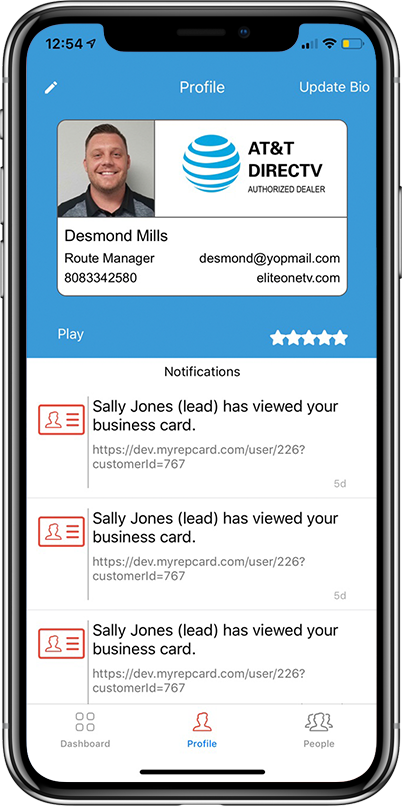 12:54
Profile
Update Bio
AT&T
DIRECTV
AUTHORIZED DEALER
Desmond Mills
Route Manager
desmond@yopmail.com
8083342580
eliteonetv.com
Play
Notifications
Sally Jones (lead) has viewed your
business card.
https://dev.myrepcard.com/user/226?
customerId=767
5d
Sally Jones (lead) has viewed your
business card.
https://dev.myrepcard.com/user/226?
customerId=767
5d
Sally Jones (lead) has viewed your
business card.
https://dev.myrepcard.com/user/226?
customerId=767
Dashboard
Profile
People